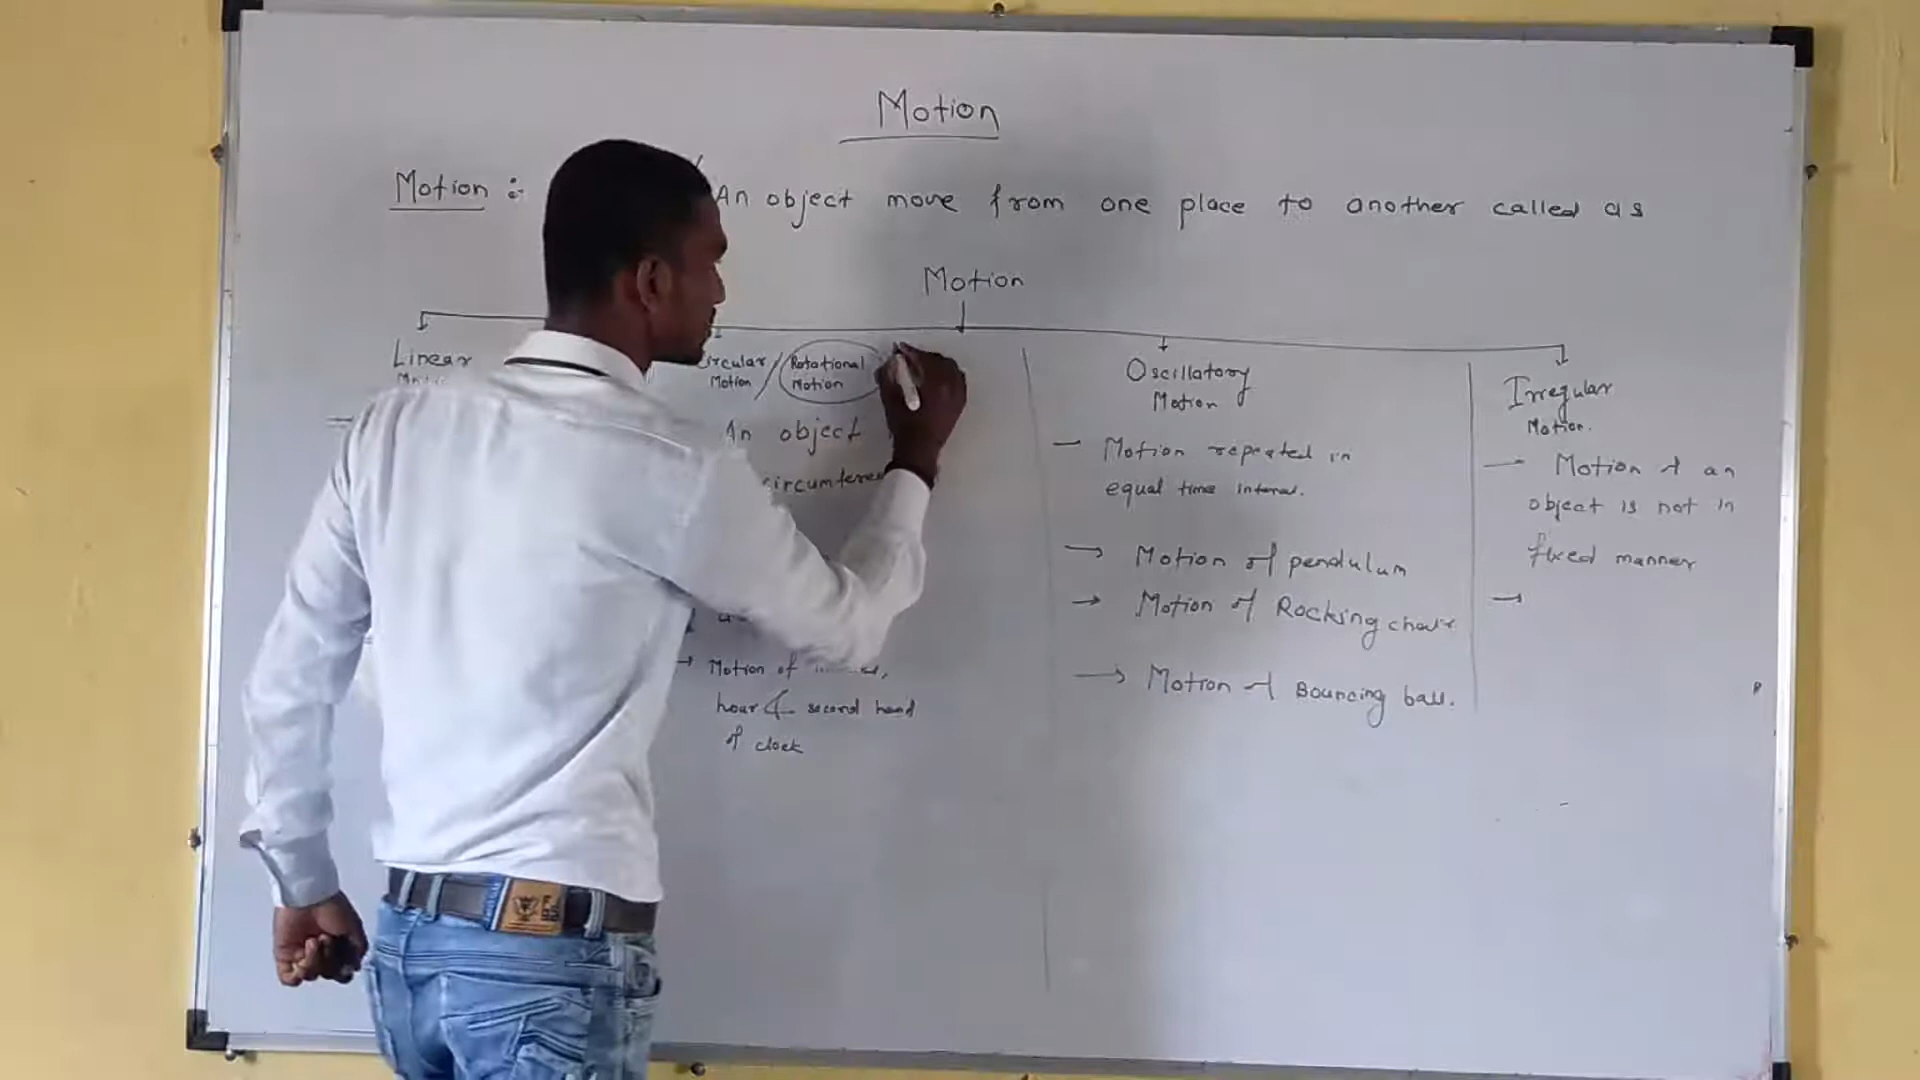 Motion
Motion :
An object move from one place to another called as
Motion
Linear
Circular / Rotational
Motion Motion
An object
circumferen
Motion of
hour & second hand
of clock
Oscillatory
Motion
Motion repeated in
equal time interval.
→ Motion of pendulum
→ Motion of Rocking chair
→ Motion of Bouncing ball.
Irregular
Motion.
Motion of an
object is not in
fixed manner
→